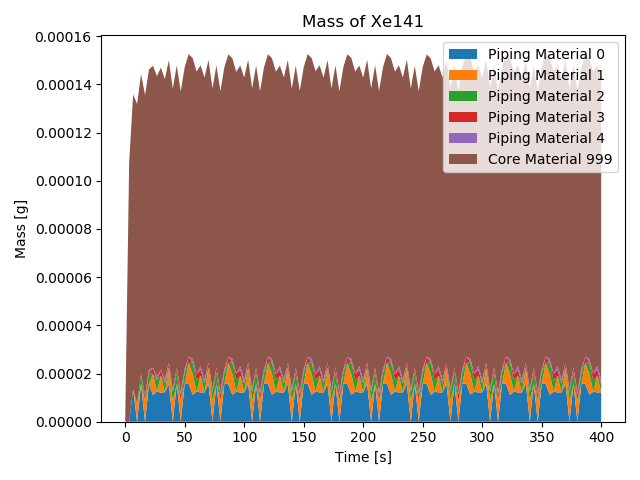 Mass of Xe141
0.00016
0.00014
0.00012
0.00010
0.00008
0.00006
0.00004
0.00002
0.00000
Mass [g]
Piping Material 0
Piping Material 1
Piping Material 2
Piping Material 3
Piping Material 4
Core Material 999
0 50 100 150 200 250 300 350 400
Time [s]